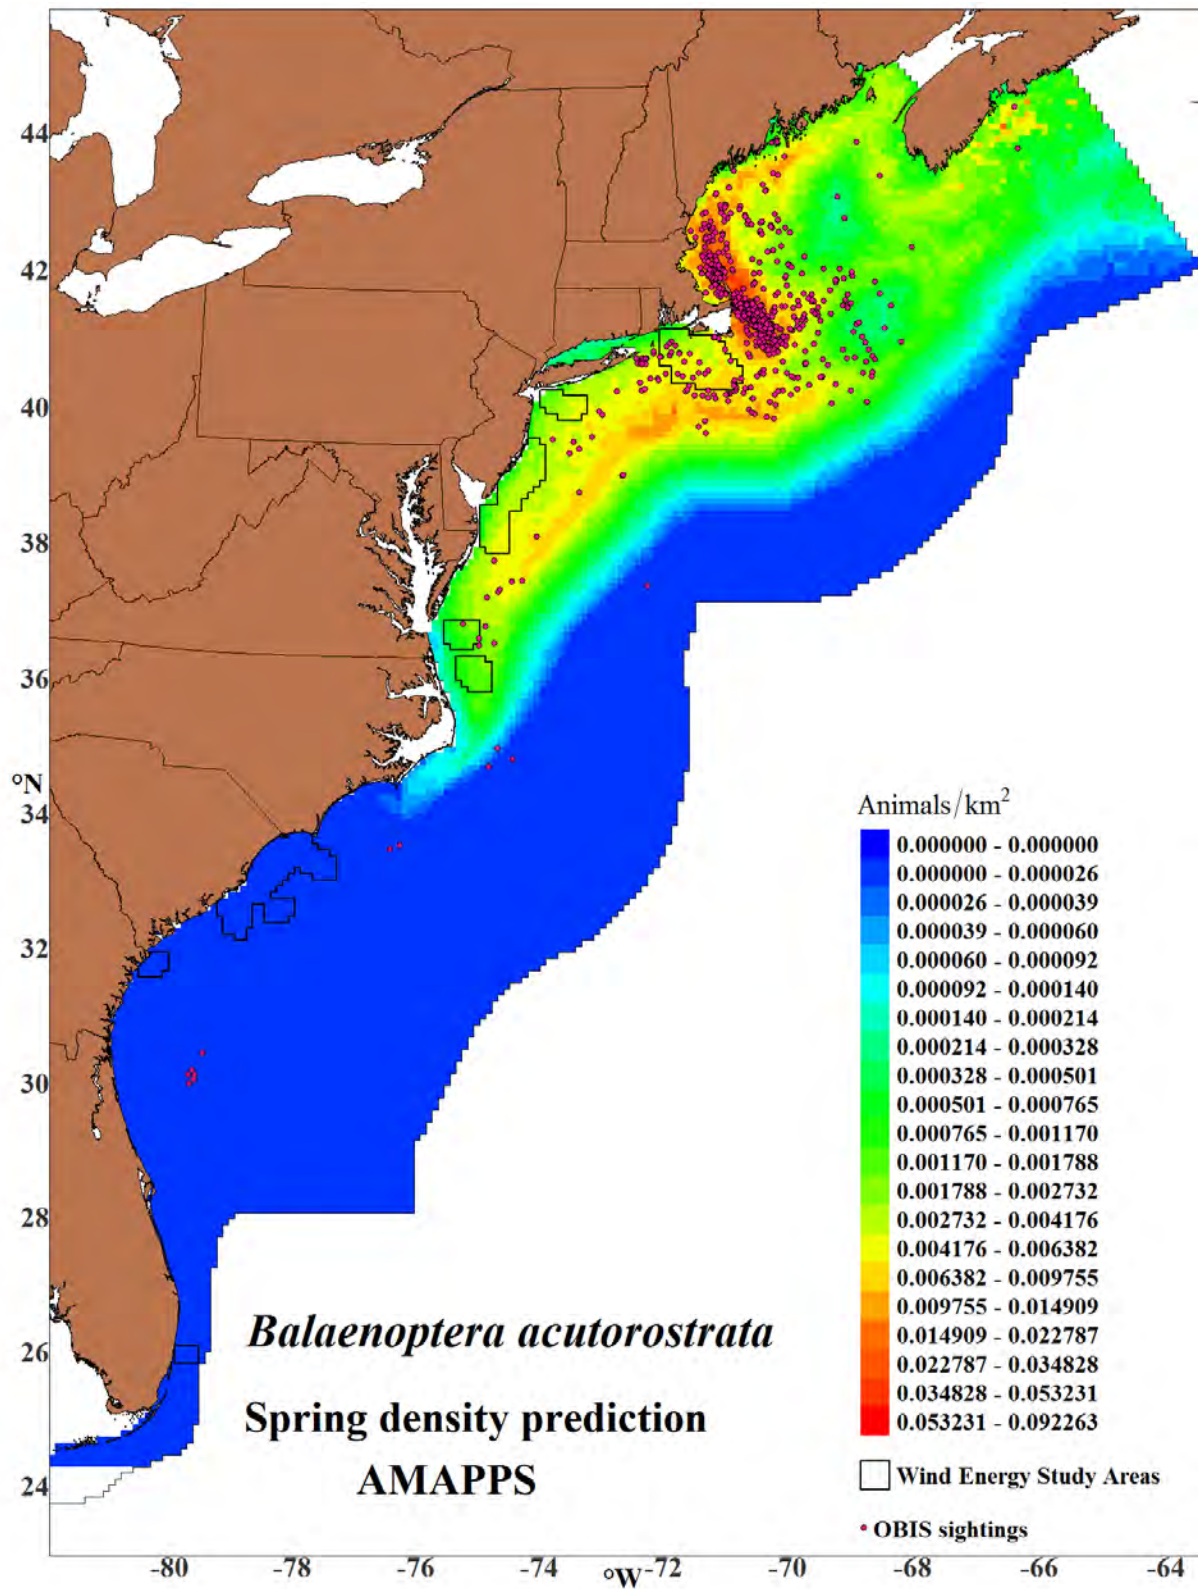 44
42
40
38
36
°N
34
32
30
28
26
24
Animals/km²
0.000000 - 0.000000
0.000000 - 0.000026
0.000026 - 0.000039
0.000039 - 0.000060
0.000060 - 0.000092
0.000092 - 0.000140
0.000140 - 0.000214
0.000214 - 0.000328
0.000328 - 0.000501
0.000501 - 0.000765
0.000765 - 0.001170
0.001170 - 0.001788
0.001788 - 0.002732
0.002732 - 0.004176
0.004176 - 0.006382
0.006382 - 0.009755
0.009755 - 0.014909
0.014909 - 0.022787
0.022787 - 0.034828
0.034828 - 0.053231
0.053231 - 0.092263
Wind Energy Study Areas
OBIS sightings
Balaenoptera acutorostrata
Spring density prediction
AMAPPS
-80 -78 -76 -74 -72 -70 -68 -66 -64
°W